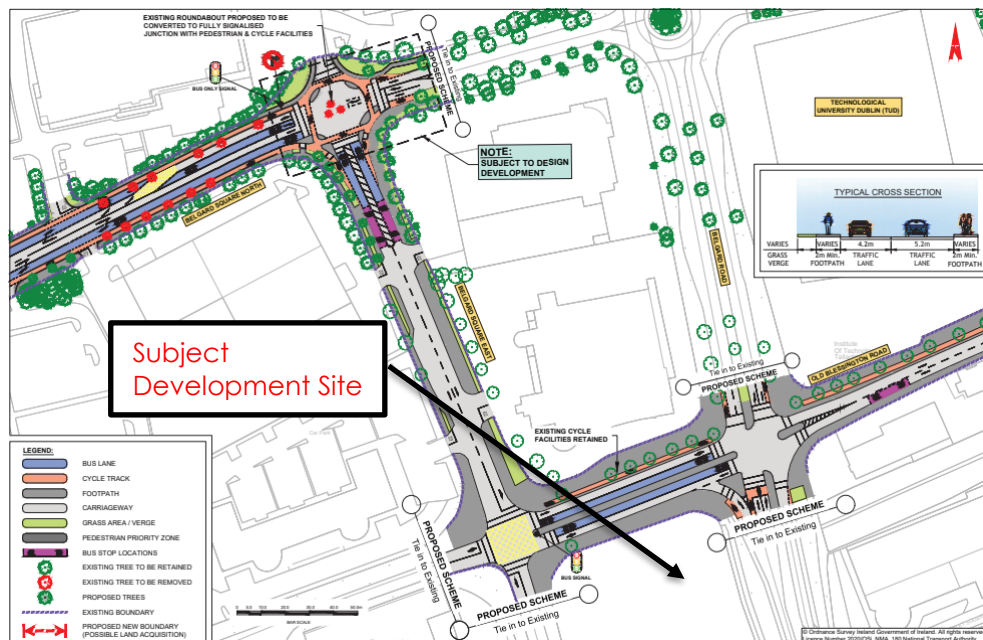 EXISTING ROUNDABOUT PROPOSED TO BE
CONVERTED TO FULLY SIGNALISED
JUNCTION WITH PEDESTRIAN & CYCLE FACILITIES
BUS ONLY SIGNAL
PROPOSED SCHEME
Tie in to Existing
TECHNOLOGICAL
UNIVERSITY DUBLIN (TUD)
NOTE:
SUBJECT TO DESIGN
DEVELOPMENT
BELGARD SQUARE NORTH
TYPICAL CROSS SECTION
VARIES
VARIES
4.2m
5.2m
VARIES
GRASS
VERGE
2m Min.
FOOTPATH
TRAFFIC
LANE
TRAFFIC
LANE
2m Min.
FOOTPATH
BELGARD ROAD
BELGARD SQUARE EAST
Subject
Development Site
Institute
Of Technology
OLD BLESSINGTON ROAD
Tie in to Existing
PROPOSED SCHEME
EXISTING CYCLE
FACILITIES RETAINED
LEGEND:
BUS LANE
CYCLE TRACK
FOOTPATH
CARRIAGEWAY
GRASS AREA / VERGE
PEDESTRIAN PRIORITY ZONE
BUS STOP LOCATIONS
EXISTING TREE TO BE RETAINED
EXISTING TREE TO BE REMOVED
PROPOSED TREES
EXISTING BOUNDARY
PROPOSED NEW BOUNDARY
(POSSIBLE LAND ACQUISITION)
PROPOSED SCHEME
Tie in to Existing
PROPOSED SCHEME
Tie in to Existing
BUS SIGNAL
PROPOSED SCHEME
Tie in to Existing
BAR SCALE
© Ordnance Survey Ireland Government of Ireland. All rights reserved